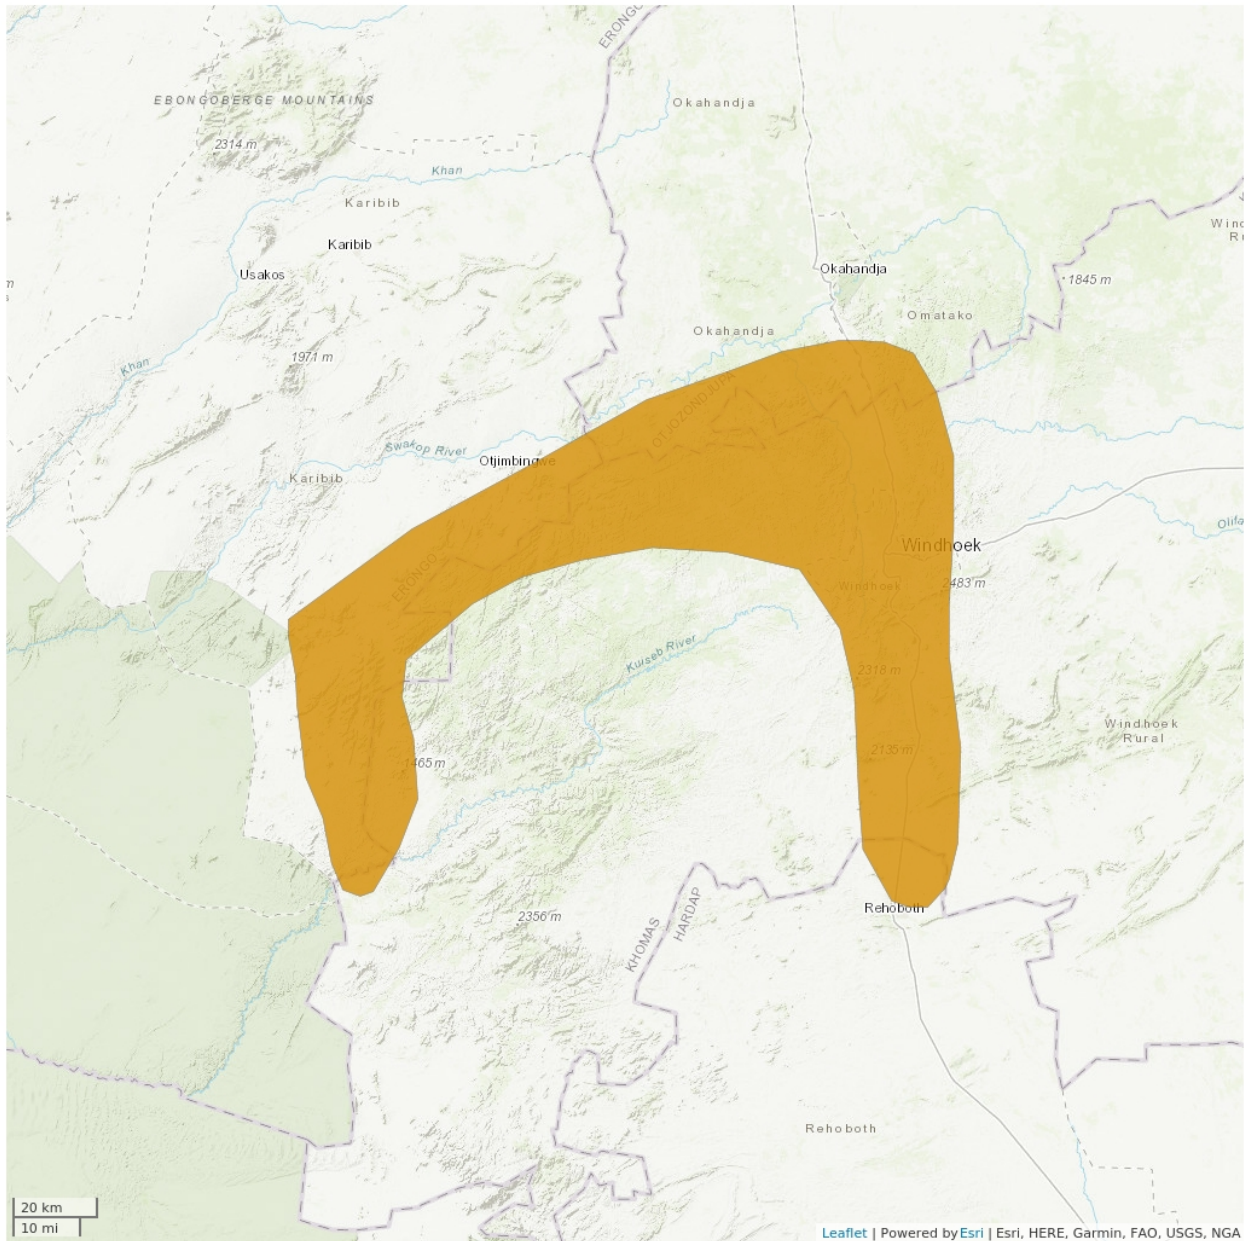 ERONGO
EBONGOBERGE MOUNTAINS
Okahandja
2314 m
Khan
Karibib
Karibib
Okahandja
Usakos
1845 m
Omatako
Okahandja
1971 m
Khan
OTJOZONDJUPA
Swakop River
Otjimbingwe
Karibib
Windhoek
Windhoek
2483 m
ERONGO
Kuiseb River
2318 m
Windhoek
Rural
2135 m
1465 m
Rehoboth
2356 m
KHOMAS
HARDAP
Rehoboth
20 km
10 mi
Leaflet | Powered by Esri | Esri, HERE, Garmin, FAO, USGS, NGA